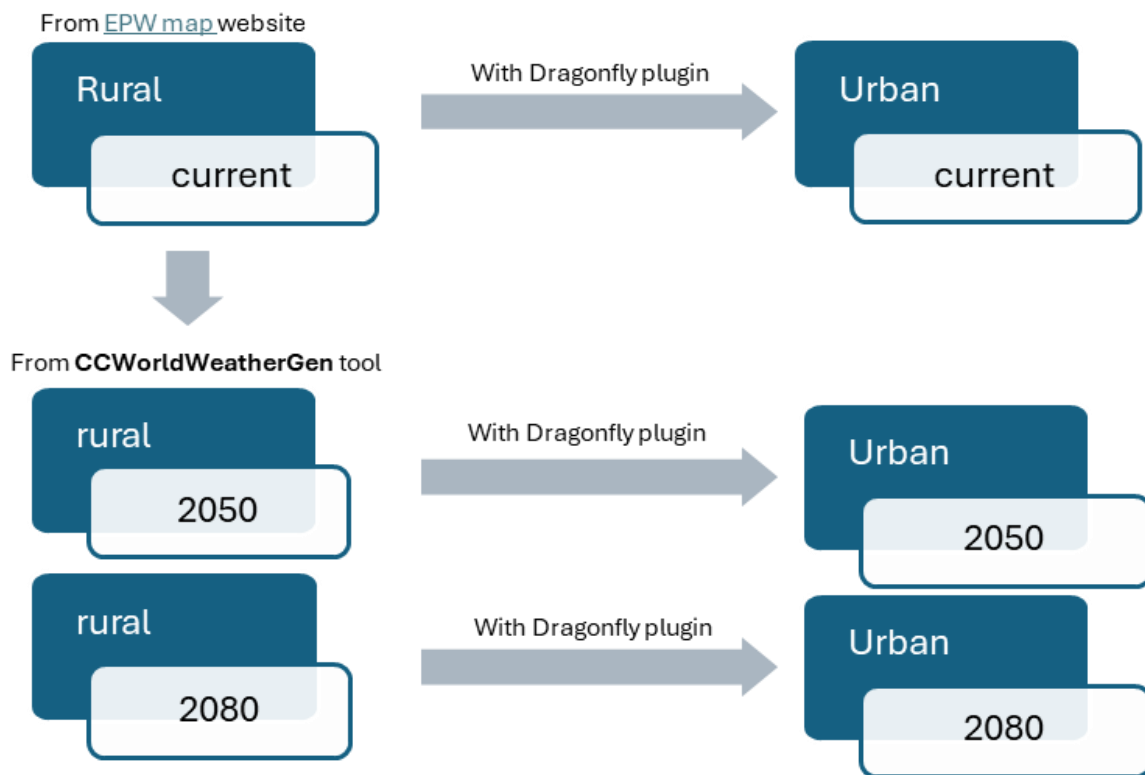 From EPW map website
Rural
With Dragonfly plugin
Urban
current
current
From CCWorldWeatherGen tool
rural
With Dragonfly plugin
Urban
2050
2050
rural
With Dragonfly plugin
Urban
2080
2080